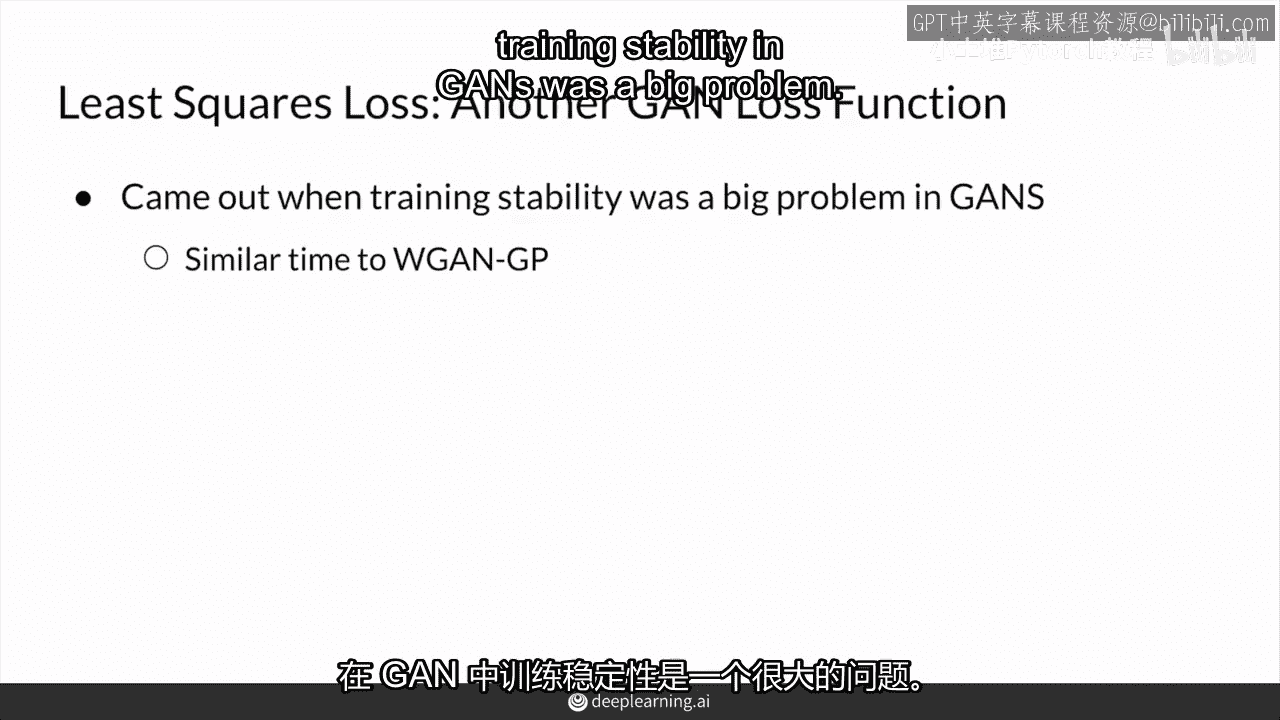 GPT中英字幕课程资源@bilibili.com
training stability in
GANs was a big problem.
Least Squares Loss: Another GAN Loss Function
● Came out when training stability was a big problem in GANS
○ Similar time to WGAN-GP
在 GAN 中训练稳定性是一个很大的问题。
deeplearning.ai